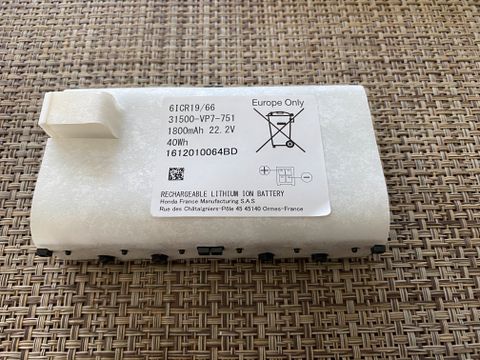 6ICR19/66
31500-VP7-751
1800mAh 22.2V
40Wh
1612010064BD
Europe Only
RECHARGEABLE LITHIUM ION BATTERY
Honda France Manufacturing S.A.S
Rue des Châtaigniers-Pôle 45 45140 Ormes-France